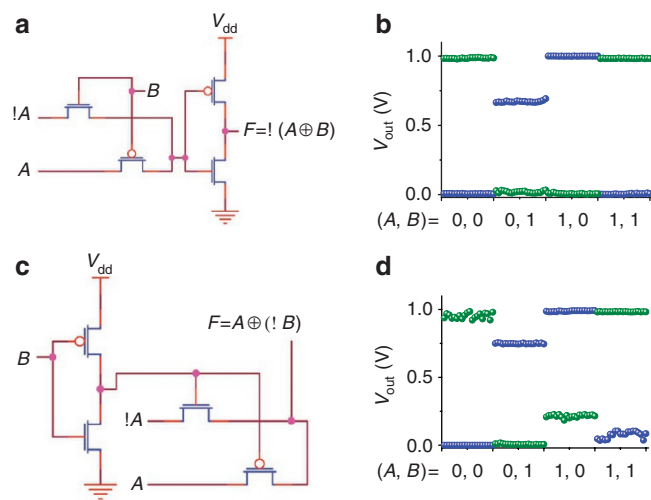 a
V_dd
B
!A
F=! (A⊕B)
A
b
V_out (V)
1.0
0.5
0.0
(A, B)= 0, 0 0, 1 1, 0 1, 1
c
V_dd
F=A⊕(! B)
B
!A
A
d
V_out (V)
1.0
0.5
0.0
(A, B)= 0, 0 0, 1 1, 0 1, 1